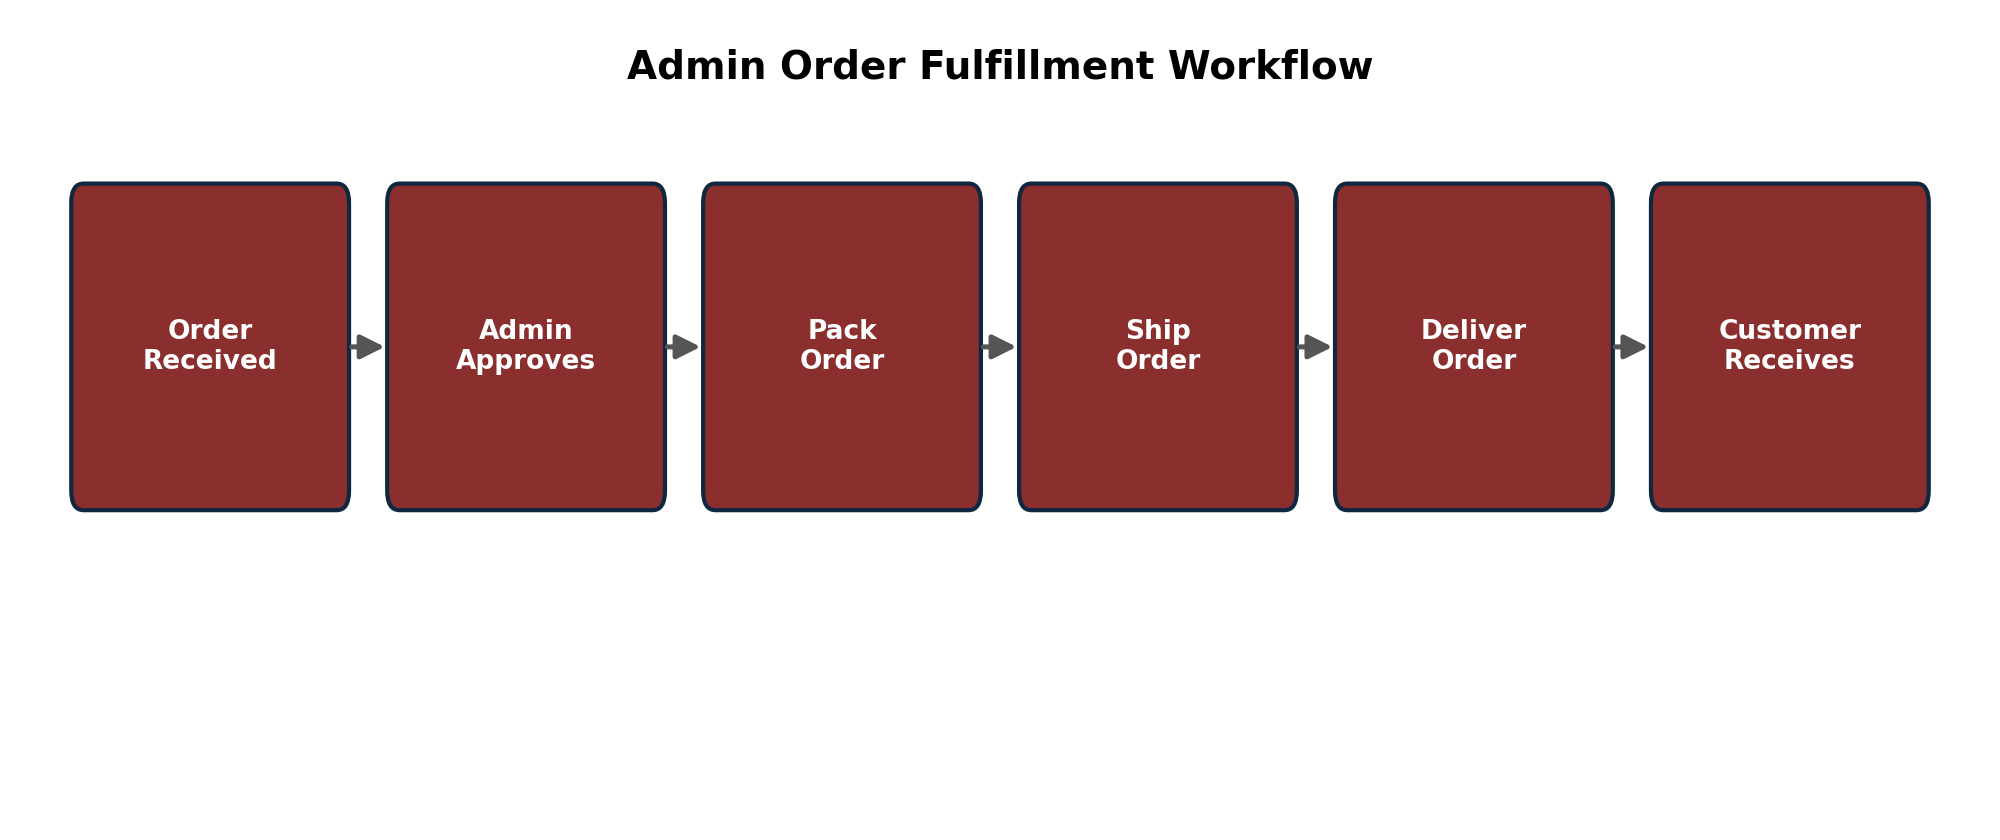 Admin Order Fulfillment Workflow
Order
Received
Admin
Approves
Pack
Order
Ship
Order
Deliver
Order
Customer
Receives